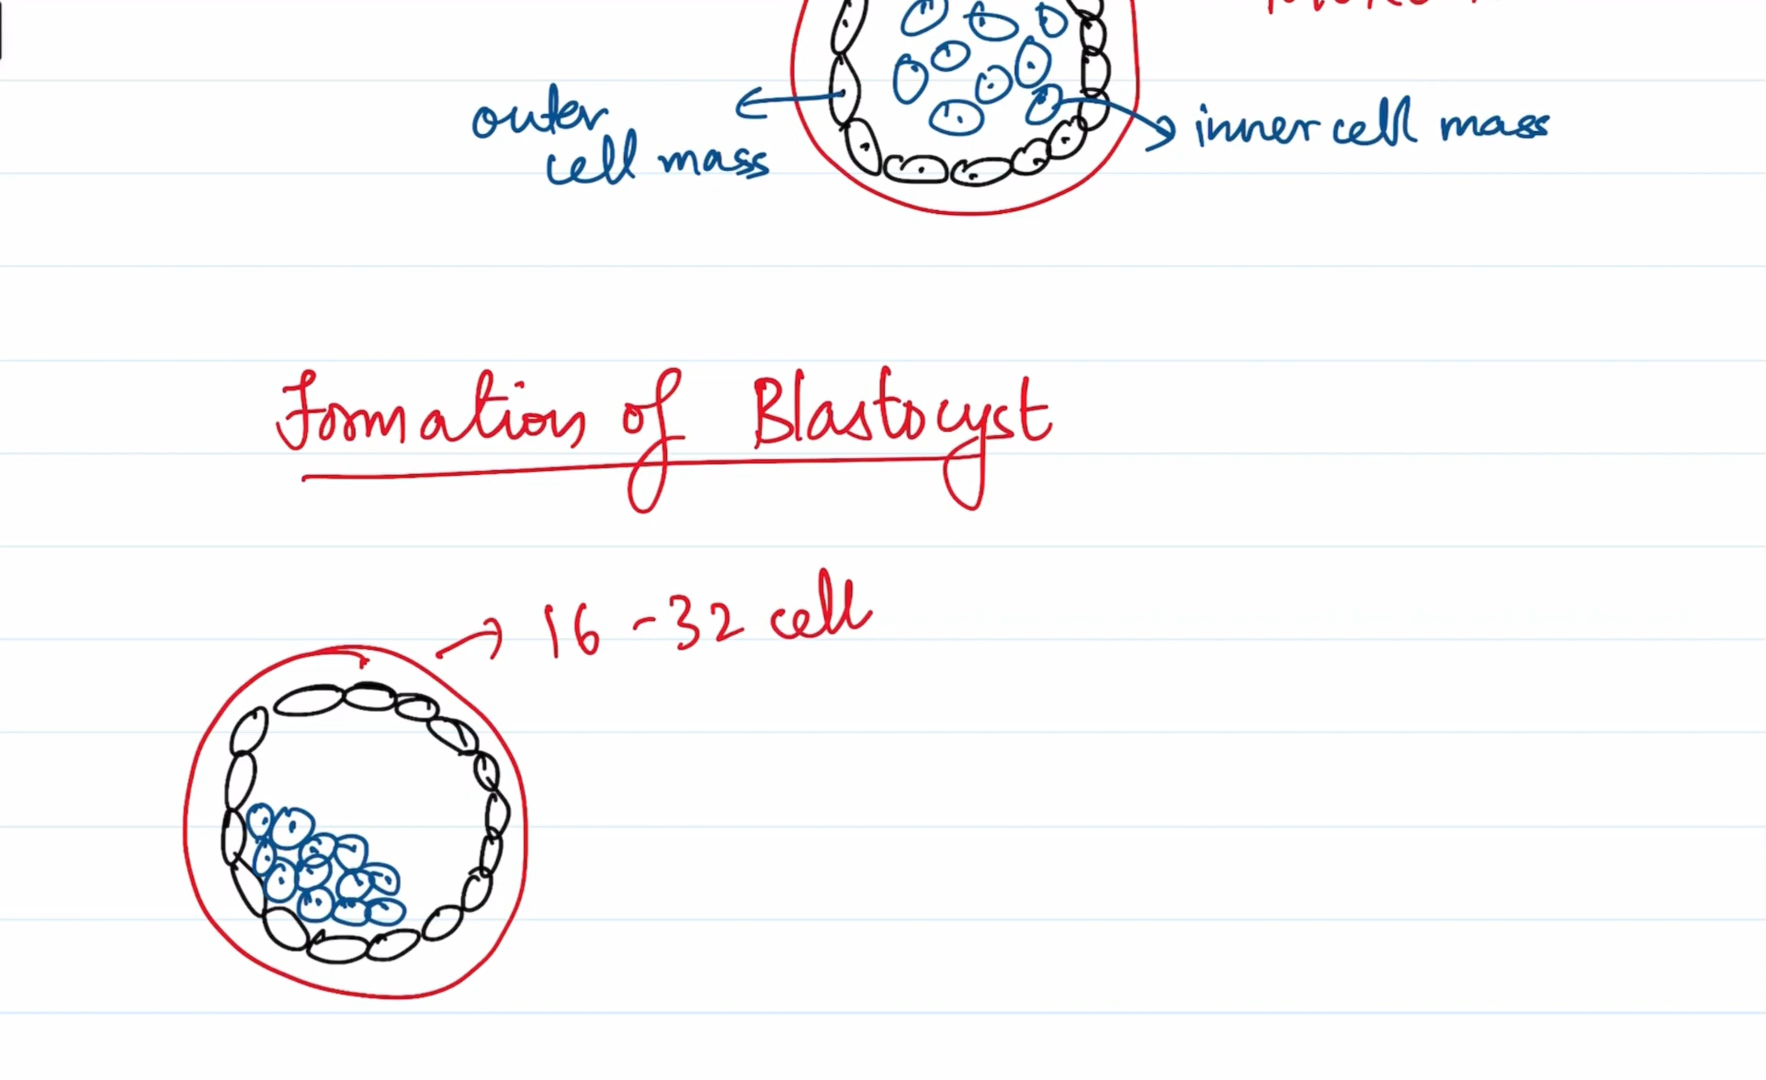 outer
cell mass
inner cell mass
Formation of Blastocyst
16 - 32 cell